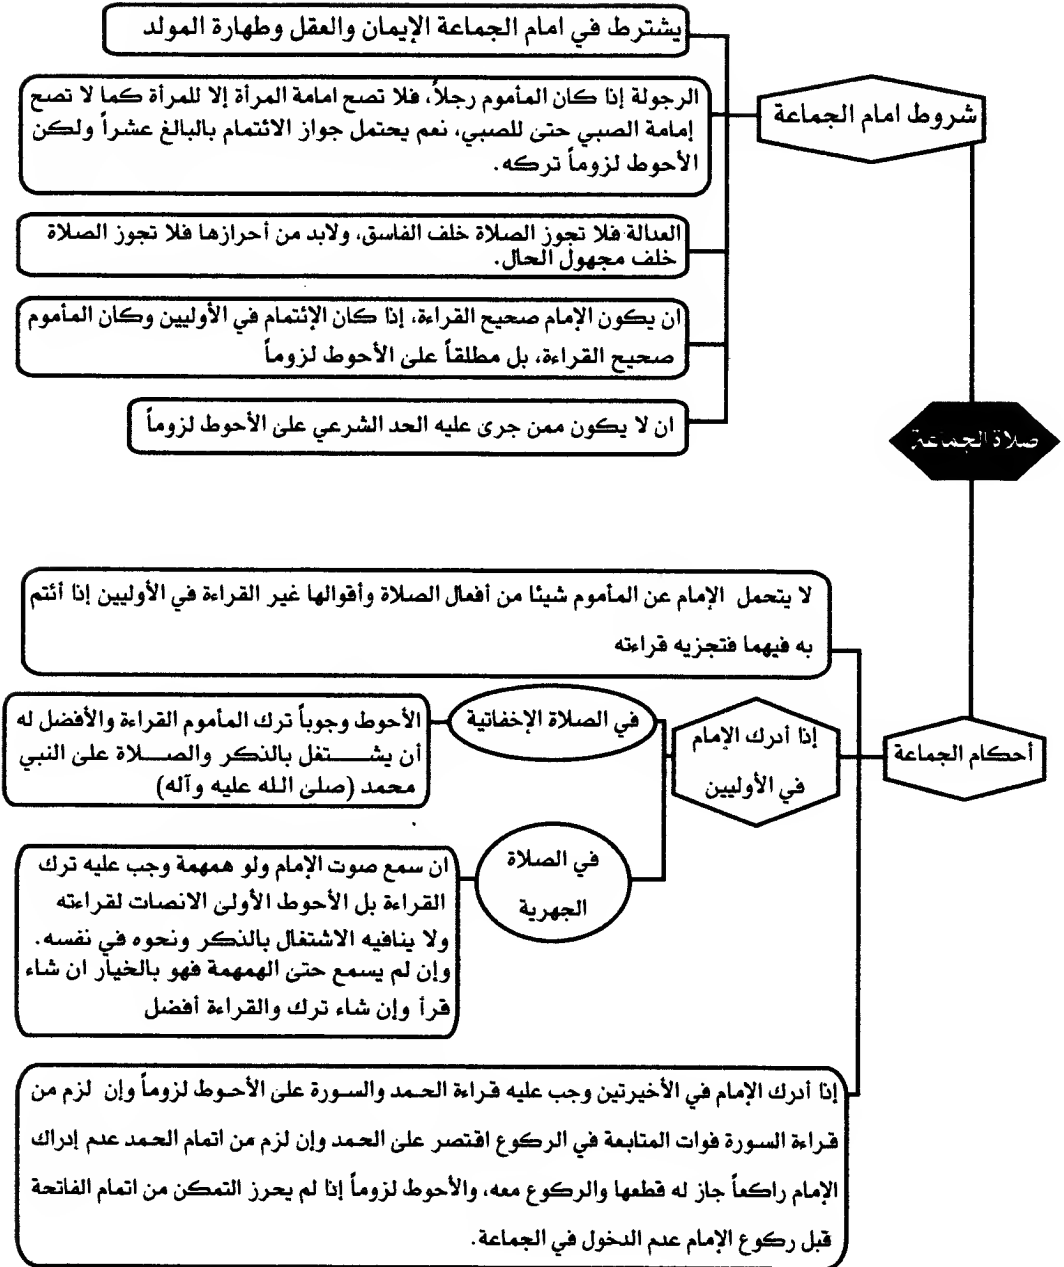 صلاة الجماعة
شروط امام الجماعة
يشترط في امام الجماعة الإيمان والعقل وطهارة المولد
الرجولة إذا كان المأموم رجلاً، فلا تصح امامة المرأة إلا للمرأة كما لا تصح
إمامة الصبي حتى للصبي، نعم يحتمل جواز الائتمام بالبالغ عشراً ولكن
الأحوط لزوماً تركه.
العدالة فلا تجوز الصلاة خلف الفاسق، ولابد من أحرازها فلا تجوز الصلاة
خلف مجهول الحال.
ان يكون الإمام صحيح القراءة، إذا كان الإئتمام في الأوليين وكان المأموم
صحيح القراءة، بل مطلقاً على الأحوط لزوماً
ان لا يكون ممن جرى عليه الحد الشرعي على الأحوط لزوماً
أحكام الجماعة
لا يتحمل الإمام عن المأموم شيئا من أفعال الصلاة وأقوالها غير القراءة في الأوليين إذا أئتم
به فيهما فتجزيه قراءته
إذا أدرك الإمام
في الأوليين
في الصلاة الإخفاتية
الأحوط وجوباً ترك المأموم القراءة والأفضل له
أن يشـــتغل بالذكر والصــلاة على النبي
محمد (صلى الله عليه وآله)
في الصلاة
الجهرية
ان سمع صوت الإمام ولو همهمة وجب عليه ترك
القراءة بل الأحوط الأولى الانصات لقراءته
ولا ينافيه الاشتغال بالذكر ونحوه في نفسه.
وإن لم يسمع حتى الهمهمة فهو بالخيار ان شاء
قرأ وإن شاء ترك والقراءة أفضل
إذا أدرك الإمام في الأخيرتين وجب عليه قراءة الحمد والسورة على الأحوط لزوماً وإن لزم من
قراءة السورة فوات المتابعة في الركوع اقتصر على الحمد وإن لزم من اتمام الحمد عدم إدراك
الإمام راكعاً جاز له قطعها والركوع معه، والأحوط لزوماً إذا لم يحرز التمكن من اتمام الفاتحة
قبل ركوع الإمام عدم الدخول في الجماعة.